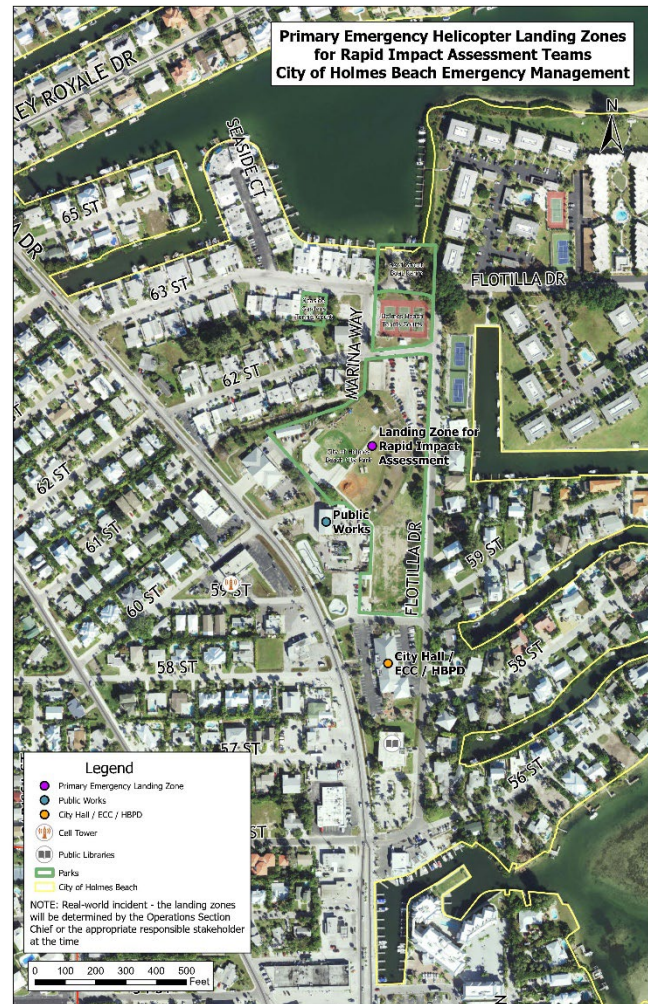 Primary Emergency Helicopter Landing Zones
for Rapid Impact Assessment Teams
City of Holmes Beach Emergency Management
N
KEY ROYALE DR
SEASIDE CT
65 ST
63 ST
FLOTILLA DR
MARINA WAY
62 ST
Landing Zone for
Rapid Impact
Assessment
Public
Works
62 ST
61 ST
60 ST
59 ST
FLOTILLA DR
59 ST
City Hall /
ECC / HBPD
58 ST
58 ST
57 ST
56 ST
Legend
Primary Emergency Landing Zone
Public Works
City Hall / ECC / HBPD
Cell Tower
Public Libraries
Parks
City of Holmes Beach
NOTE: Real-world incident - the landing zones
will be determined by the Operations Section
Chief or the appropriate responsible stakeholder
at the time
0 100 200 300 400 500
Feet